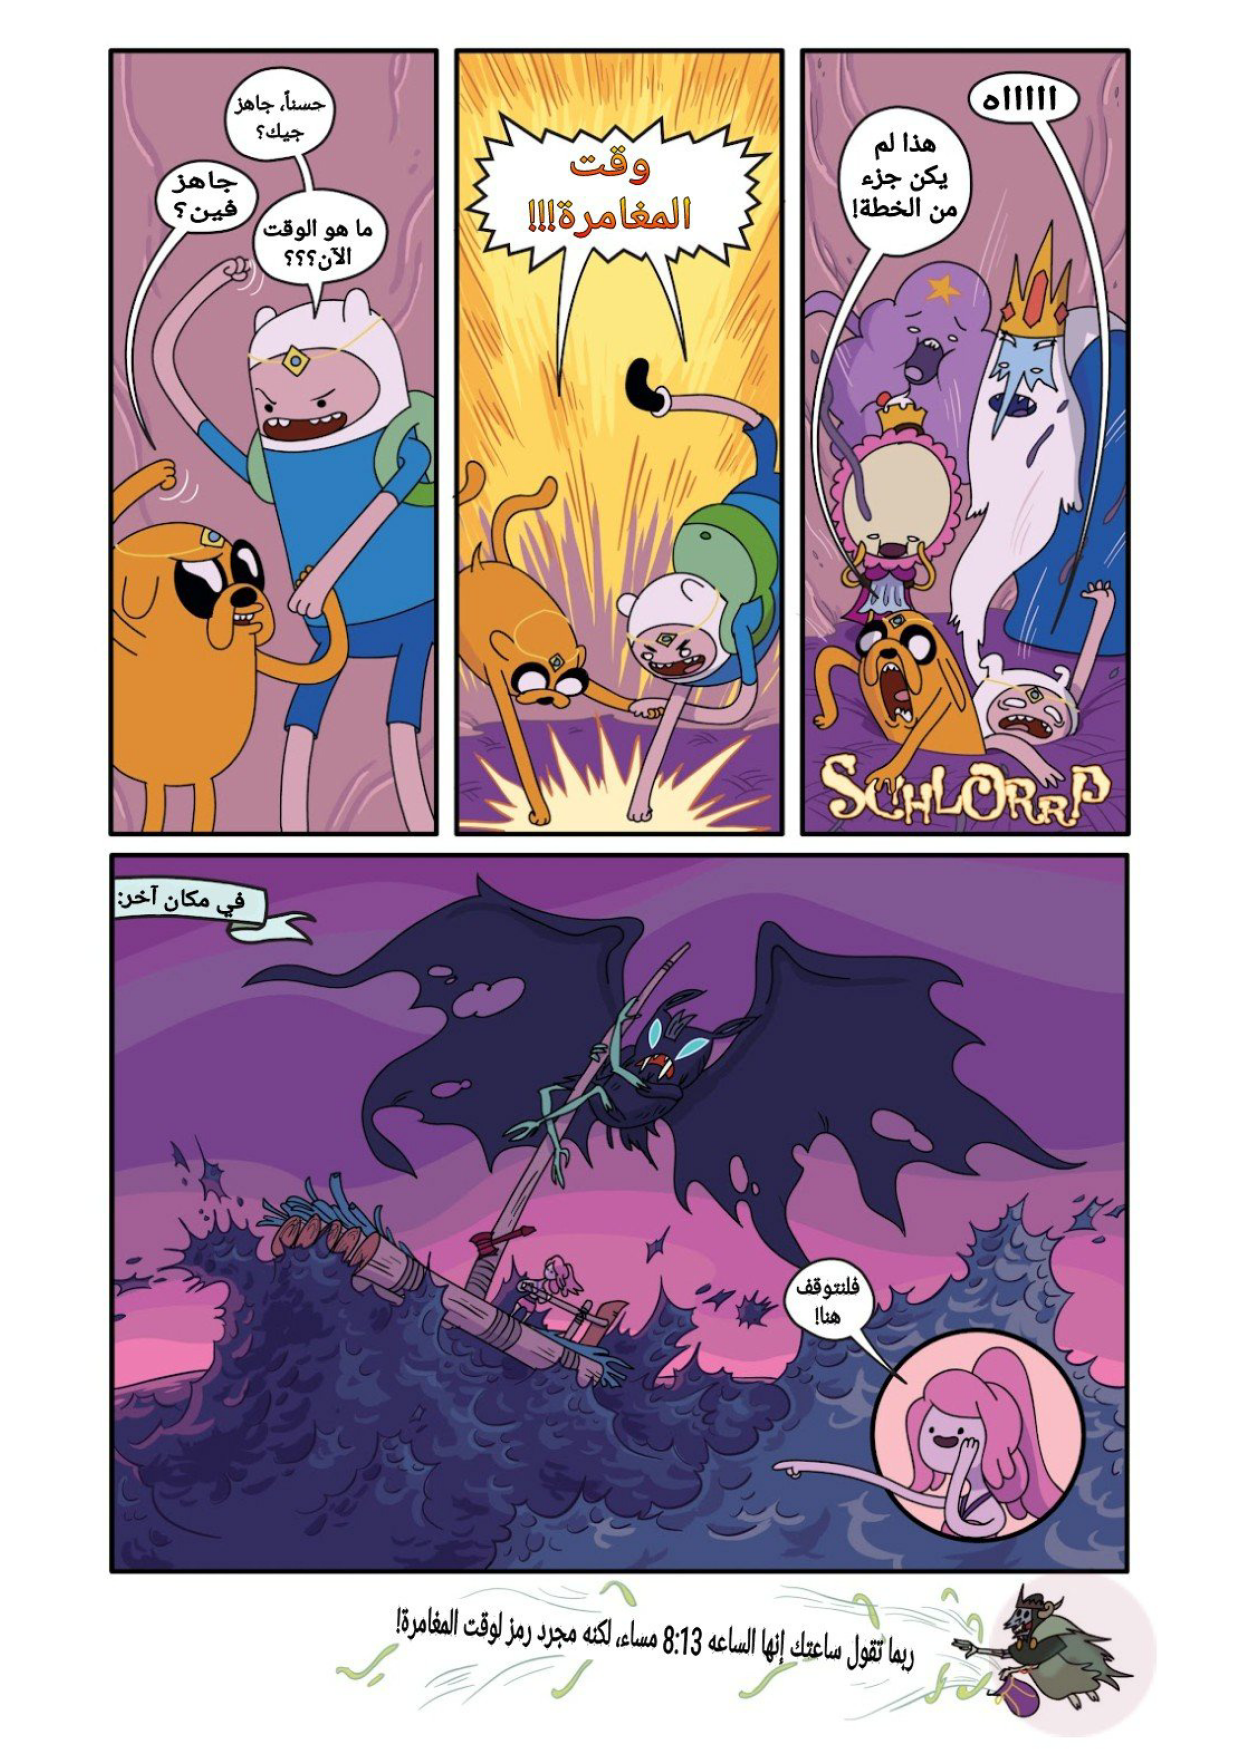 حسناً، جاهز
جيك؟
جاهز
فين؟
ما هو الوقت
الآن؟؟؟
وقت
المغامرة!!!
هذا لم
يكن جزء
من الخطة!
اااااه
SCHLORRP
في مكان آخر:
فلنتوقف
هنا!
ربما تقول ساعتك إنها الساعه 8:13 مساء، لكنه مجرد رمز لوقت المغامرة!